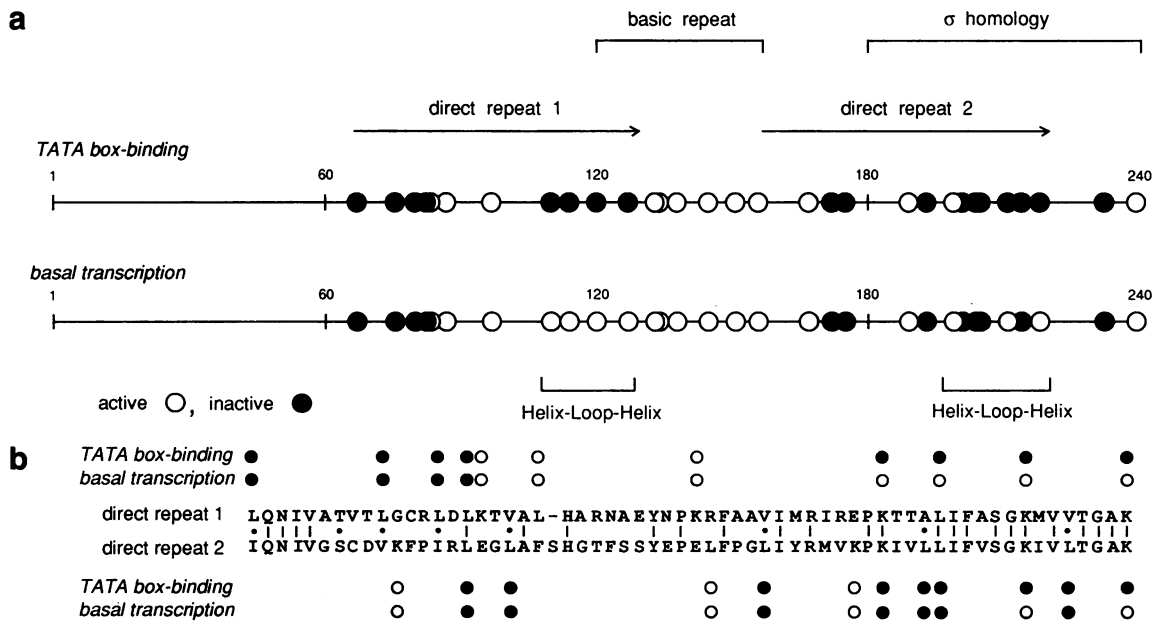 a
basic repeat
σ homology
direct repeat 1
direct repeat 2
TATA box-binding
1 60 120 180 240
basal transcription
1 60 120 180 240
active , inactive
Helix-Loop-Helix
Helix-Loop-Helix
b
TATA box-binding
basal transcription
direct repeat 1 LQNIVATVTLGCRLDLKTVAL-HARNAEYNPKRFAAVIMRIREPKTTALIFASGKMVVTGAK
direct repeat 2 IQNIVGSCDVKFPIRLEGLAFSHGTFSSYEPELFPGLIYRMVKPKIVLLIFVSGKIVLTGAK
TATA box-binding
basal transcription